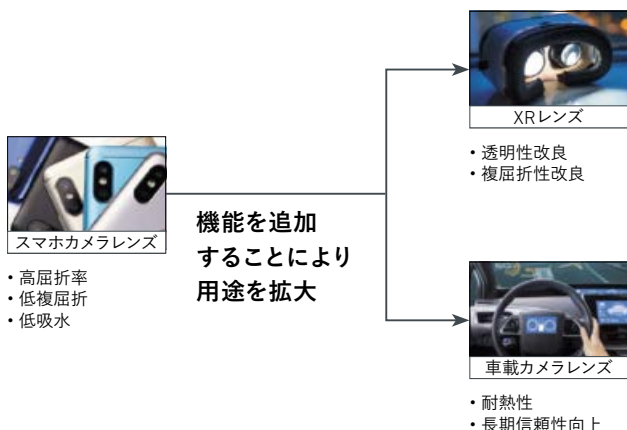 XRレンズ
・透明性改良
・複屈折性改良
スマホカメラレンズ
・高屈折率
・低複屈折
・低吸水
機能を追加
することにより
用途を拡大
車載カメラレンズ
・耐熱性
・長期信頼性向上